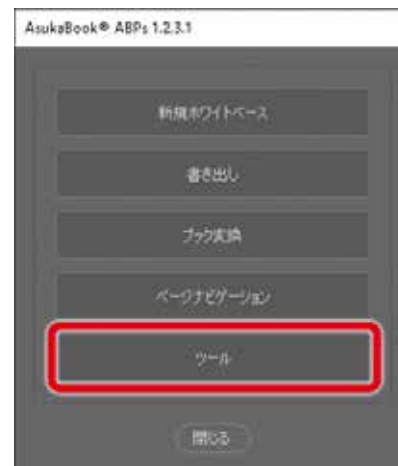 AsukaBook® ABPs 1.2.3.1
新規ホワイトベース
書き出し
ブック変換
ページナビゲーション
ツール
閉じる